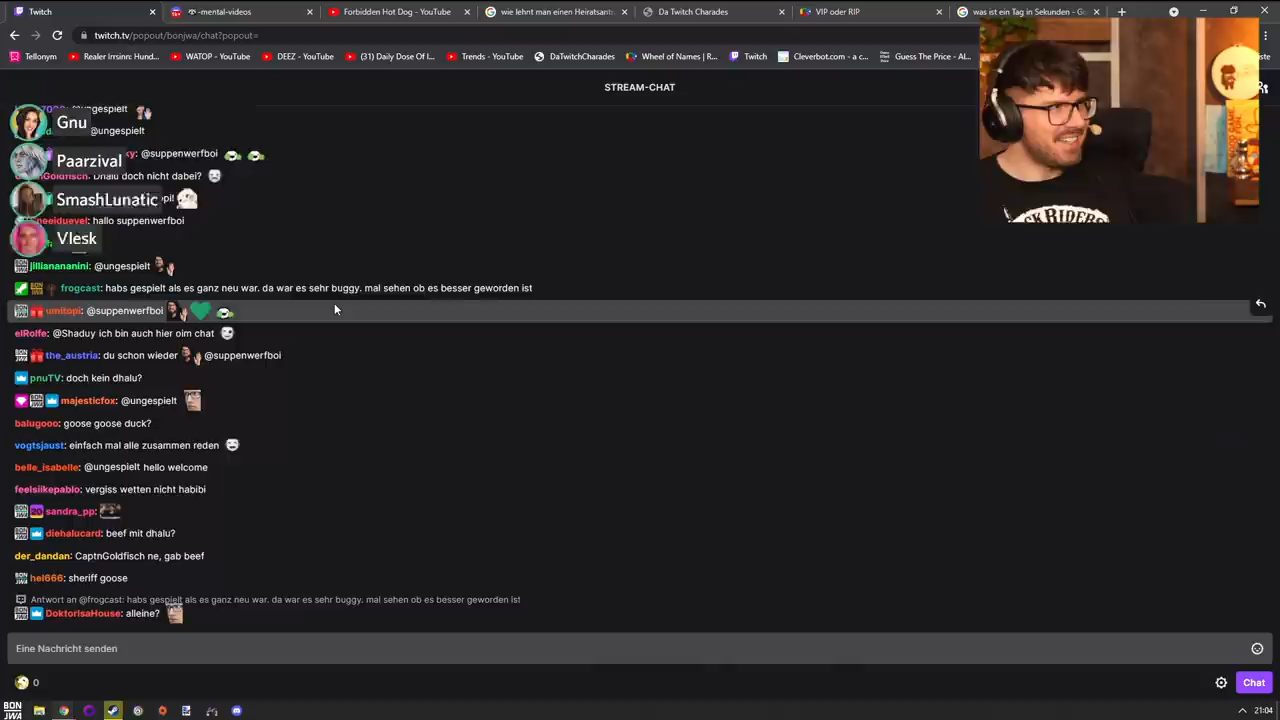 Twitch
-mental-videos
Forbidden Hot Dog - YouTube
wie lehnt man einen Heiratsant
Da Twitch Charades
VIP oder RIP
was ist ein Tag in Sekunden - Go
twitch.tv/popout/bonjwa/chat?popout=
Tellonym
Realer Irrsinn: Hund...
WATOP - YouTube
DEEZ - YouTube
(31) Daily Dose Of I...
Trends - YouTube
DaTwitchCharades
Wheel of Names | R...
Twitch
Cleverbot.com - a c...
Guess The Price - Al...
STREAM-CHAT
@ungespielt
Gnu
@ungespielt
Paarzival
@suppenwerfboi
Goldfisch: Dhalu doch nicht dabei?
SmashLunatic
hallo suppenwerfboi
Vlesk
jillianananini: @ungespielt
frogcast: habs gespielt als es ganz neu war. da war es sehr buggy. mal sehen ob es besser geworden ist
umitopi: @suppenwerfboi
elRolfe: @Shaduy ich bin auch hier oim chat
the_austria: du schon wieder @suppenwerfboi
pnuTV: doch kein dhalu?
majesticfox: @ungespielt
balugooo: goose goose duck?
vogtsjaust: einfach mal alle zusammen reden
belle_isabelle: @ungespielt hello welcome
feelsiikepablo: vergiss wetten nicht habibi
sandra_pp:
diehalucard: beef mit dhalu?
der_dandan: CaptnGoldfisch ne, gab beef
hel666: sheriff goose
Antwort an @frogcast: habs gespielt als es ganz neu war. da war es sehr buggy. mal sehen ob es besser geworden ist
DoktorIsaHouse: alleine?
Eine Nachricht senden
0
Chat
BONJWA
21:04